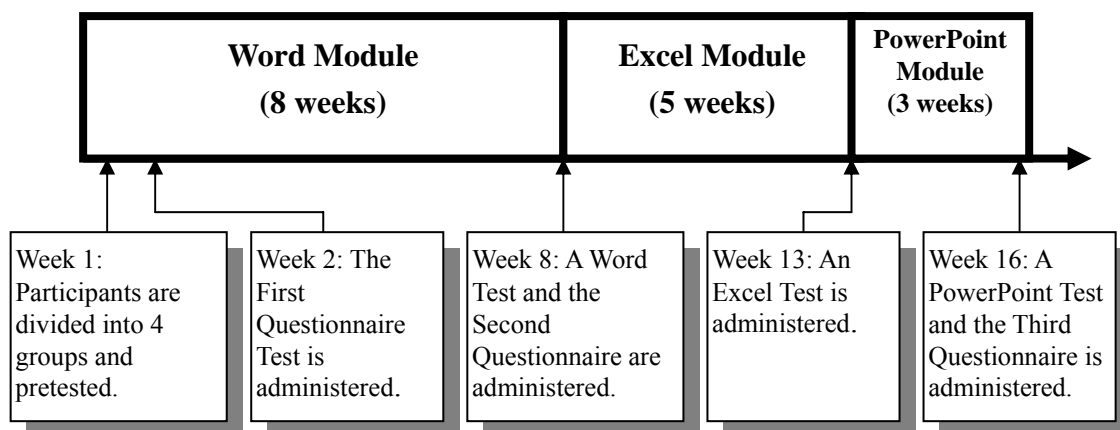 Word Module
(8 weeks)
Excel Module
(5 weeks)
PowerPoint
Module
(3 weeks)
Week 1:
Participants are
divided into 4
groups and
pretested.
Week 2: The
First
Questionnaire
Test is
administered.
Week 8: A Word
Test and the
Second
Questionnaire are
administered.
Week 13: An
Excel Test is
administered.
Week 16: A
PowerPoint Test
and the Third
Questionnaire is
administered.